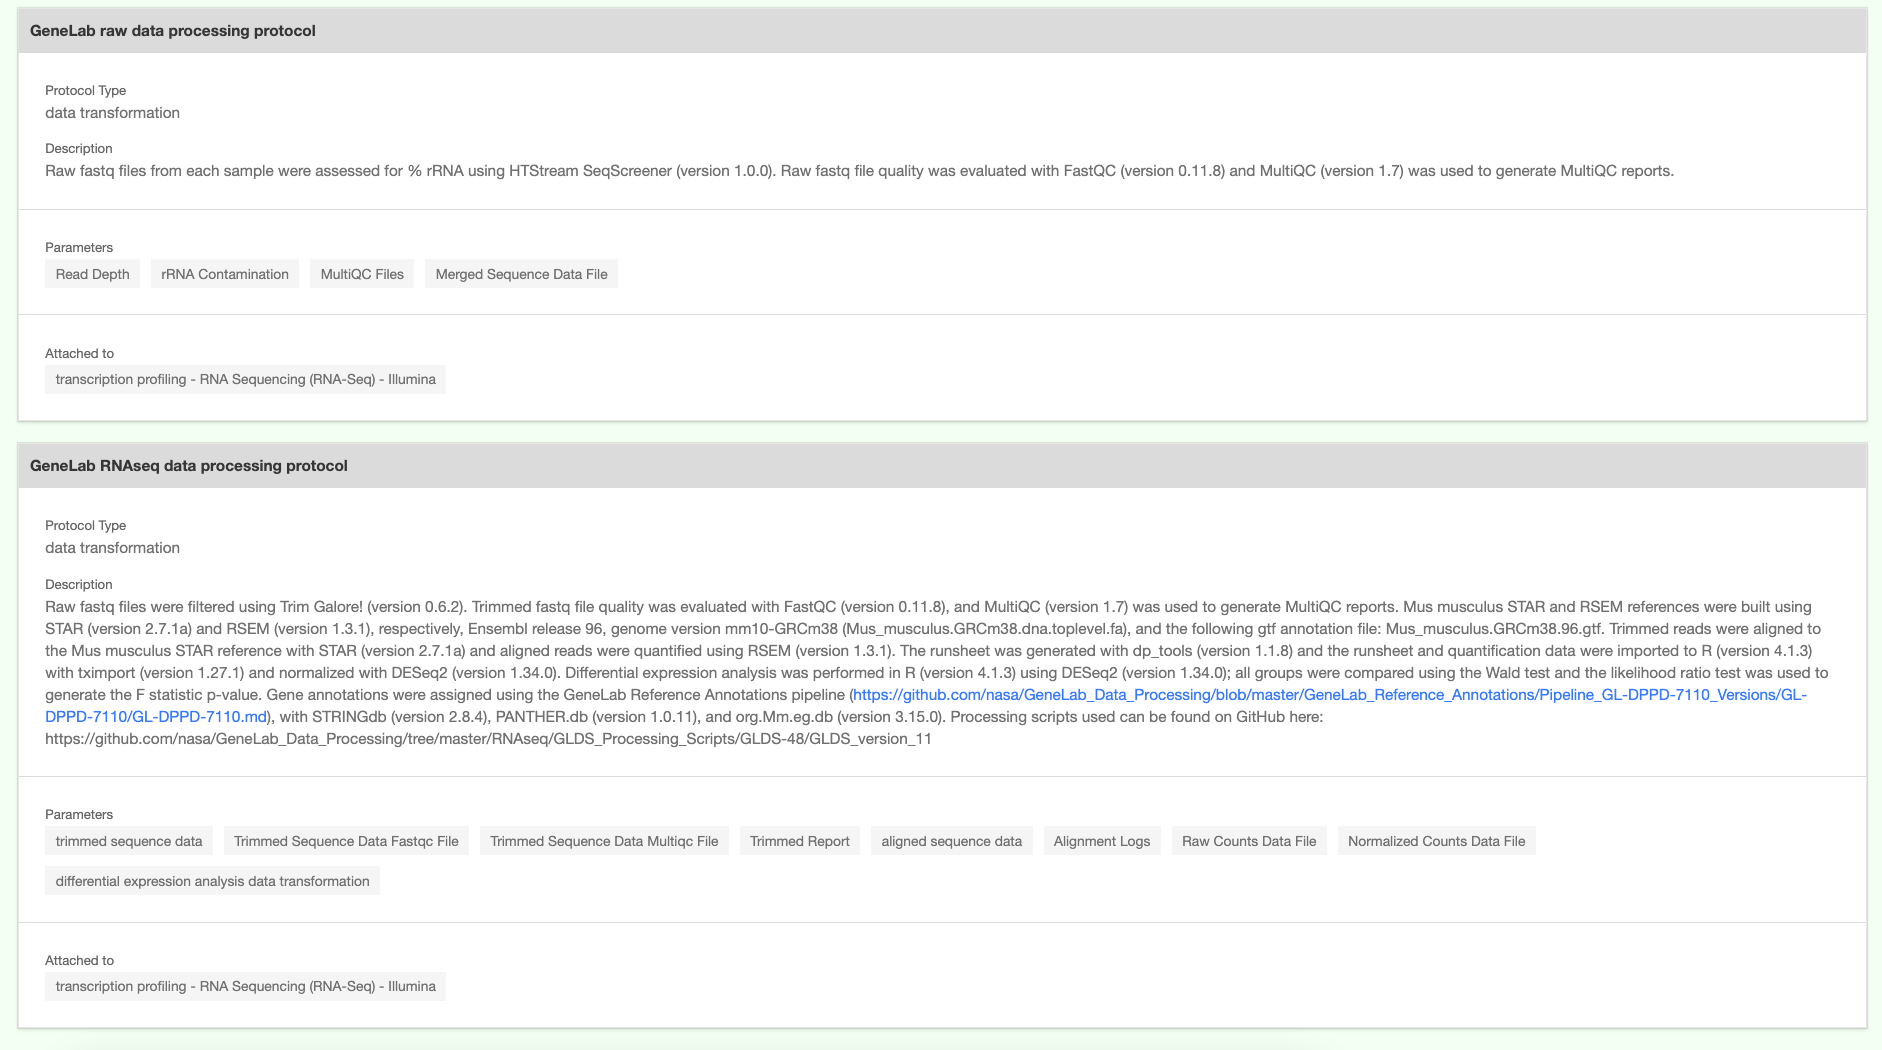 GeneLab raw data processing protocol
Protocol Type
data transformation
Description
Raw fastq files from each sample were assessed for % rRNA using HTStream SeqScreener (version 1.0.0). Raw fastq file quality was evaluated with FastQC (version 0.11.8) and MultiQC (version 1.7) was used to generate MultiQC reports.
Parameters
Read Depth rRNA Contamination MultiQC Files Merged Sequence Data File
Attached to
transcription profiling - RNA Sequencing (RNA-Seq) - Illumina
GeneLab RNAseq data processing protocol
Protocol Type
data transformation
Description
Raw fastq files were filtered using Trim Galore! (version 0.6.2). Trimmed fastq file quality was evaluated with FastQC (version 0.11.8), and MultiQC (version 1.7) was used to generate MultiQC reports. Mus musculus STAR and RSEM references were built using
STAR (version 2.7.1a) and RSEM (version 1.3.1), respectively, Ensembl release 96, genome version mm10-GRCm38 (Mus_musculus.GRCm38.dna.toplevel.fa), and the following gtf annotation file: Mus_musculus.GRCm38.96.gtf. Trimmed reads were aligned to
the Mus musculus STAR reference with STAR (version 2.7.1a) and aligned reads were quantified using RSEM (version 1.3.1). The runsheet was generated with dp_tools (version 1.1.8) and the runsheet and quantification data were imported to R (version 4.1.3)
with tximport (version 1.27.1) and normalized with DESeq2 (version 1.34.0). Differential expression analysis was performed in R (version 4.1.3) using DESeq2 (version 1.34.0); all groups were compared using the Wald test and the likelihood ratio test was used to
generate the F statistic p-value. Gene annotations were assigned using the GeneLab Reference Annotations pipeline (https://github.com/nasa/GeneLab_Data_Processing/blob/master/GeneLab_Reference_Annotations/Pipeline_GL-DPPD-7110_Versions/GL-
DPPD-7110/GL-DPPD-7110.md), with STRINGdb (version 2.8.4), PANTHER.db (version 1.0.11), and org.Mm.eg.db (version 3.15.0). Processing scripts used can be found on GitHub here:
https://github.com/nasa/GeneLab_Data_Processing/tree/master/RNAseq/GLDS_Processing_Scripts/GLDS-48/GLDS_version_11
Parameters
trimmed sequence data Trimmed Sequence Data Fastqc File Trimmed Sequence Data Multiqc File Trimmed Report aligned sequence data Alignment Logs Raw Counts Data File Normalized Counts Data File
differential expression analysis data transformation
Attached to
transcription profiling - RNA Sequencing (RNA-Seq) - Illumina